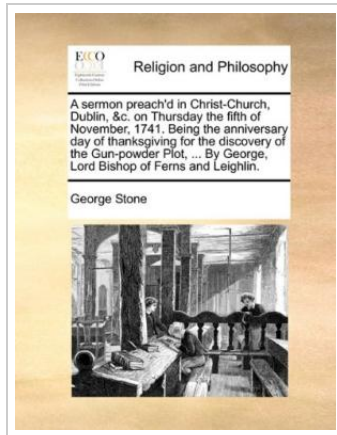 ECCO
Religion and Philosophy
A sermon preach'd in Christ-Church,
Dublin, &c. on Thursday the fifth of
November, 1741. Being the anniversary
day of thanksgiving for the discovery of
the Gun-powder Plot, ... By George,
Lord Bishop of Ferns and Leighlin.
George Stone